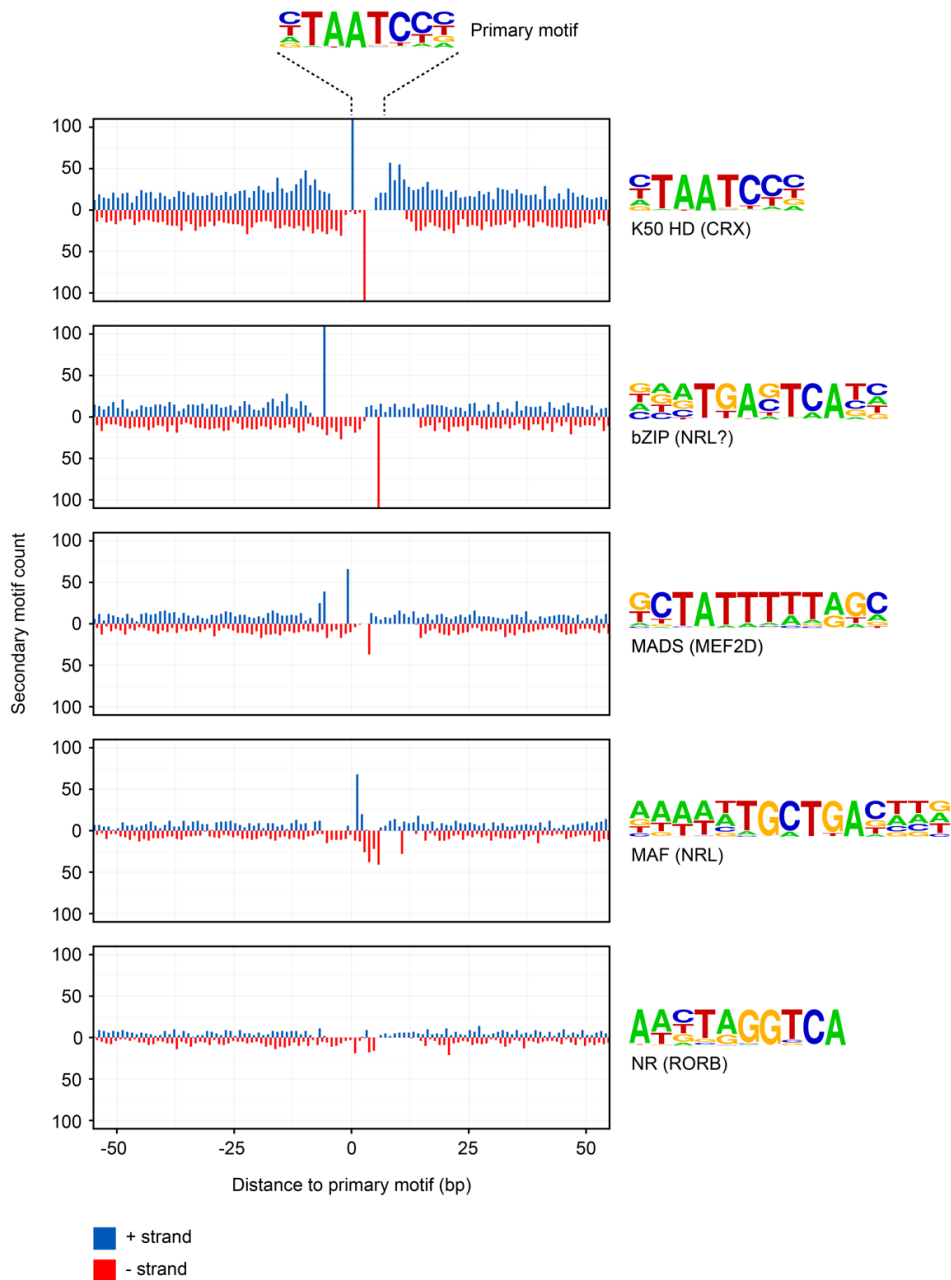 CTAATCCC
Primary motif
100
50
0
50
100
CTAATCCC
K50 HD (CRX)
100
50
0
50
100
bZIP (NRL?)
100
50
0
50
100
GCTATTTTTAGC
MADS (MEF2D)
100
50
0
50
100
MAF (NRL)
100
50
0
50
100
NR (RORB)
Secondary motif count
-50
-25
0
25
50
Distance to primary motif (bp)
+ strand
- strand